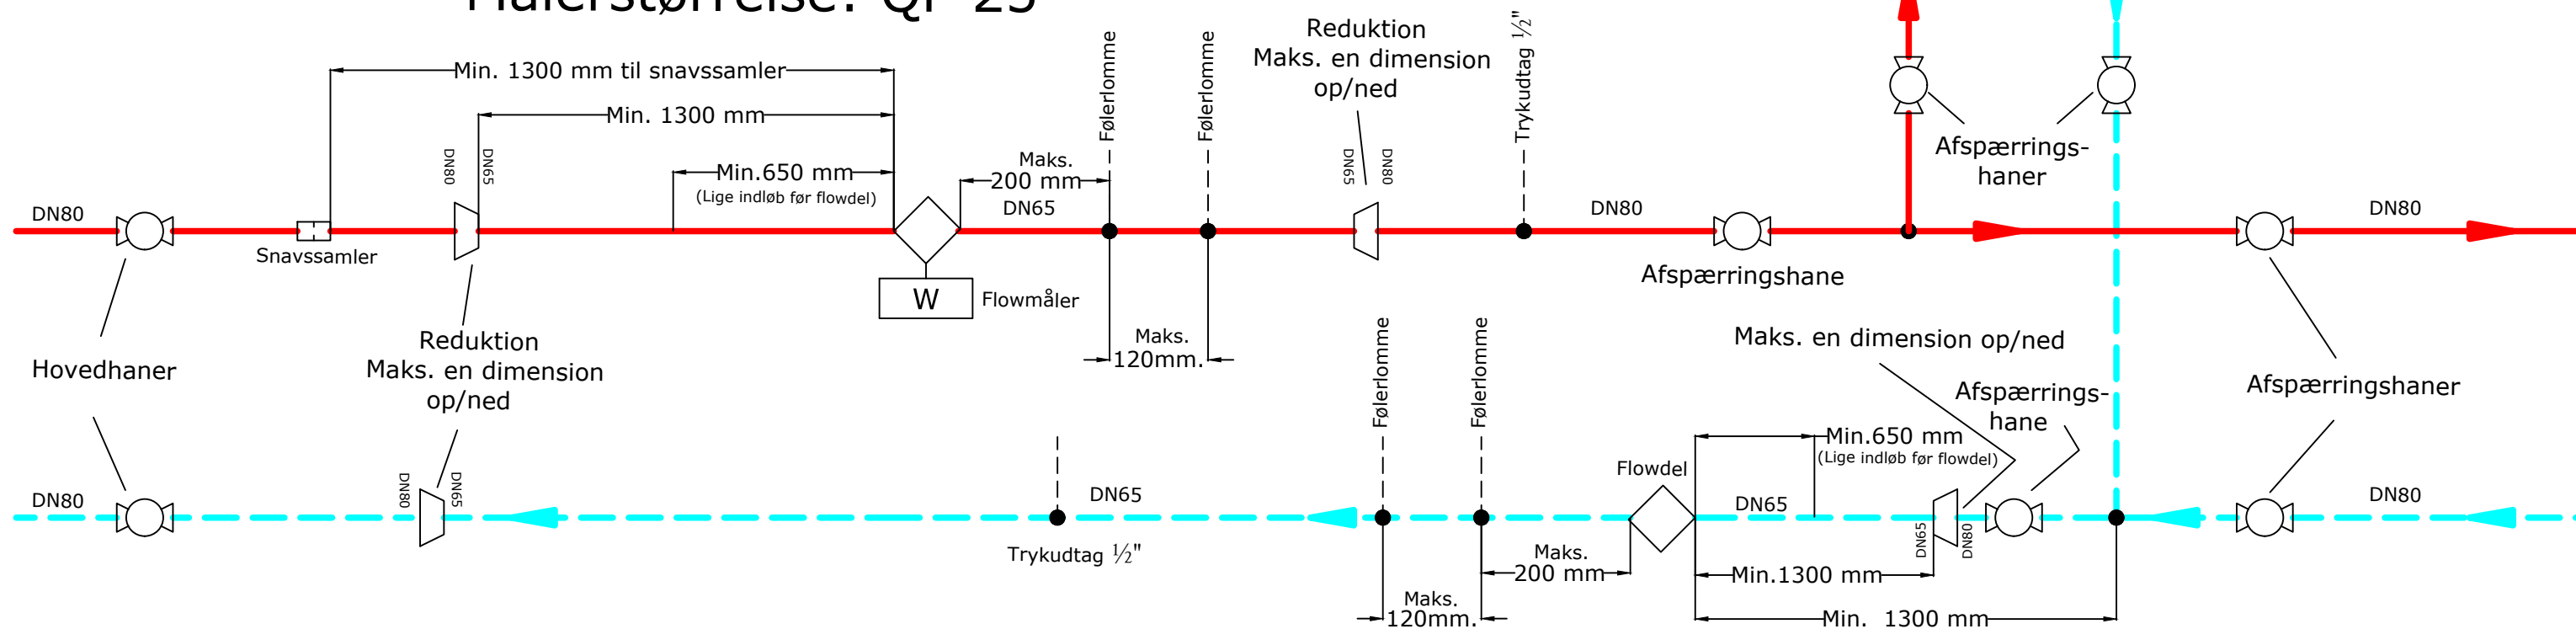 Målerstørrelse: QP 25
Min. 1300 mm til snavssamler
Min. 1300 mm
Min.650 mm
(Lige indløb før flowdel)
DN80
DN65
DN80
Snavssamler
Maks.
200 mm
DN65
Følerlomme
Følerlomme
Reduktion
Maks. en dimension
op/ned
DN65
DN80
Trykudtag ½"
DN80
Afspærrings-
haner
DN80
W
Flowmåler
Maks.
120mm.
Afspærringshane
Hovedhaner
Reduktion
Maks. en dimension
op/ned
Maks. en dimension op/ned
Afspærrings-
hane
Afspærringshaner
Følerlomme
Følerlomme
Min.650 mm
(Lige indløb før flowdel)
Flowdel
DN80
DN80
DN65
DN65
DN65
DN65
DN80
DN80
Trykudtag ½"
Maks.
200 mm
Min.1300 mm
Maks.
120mm.
Min. 1300 mm